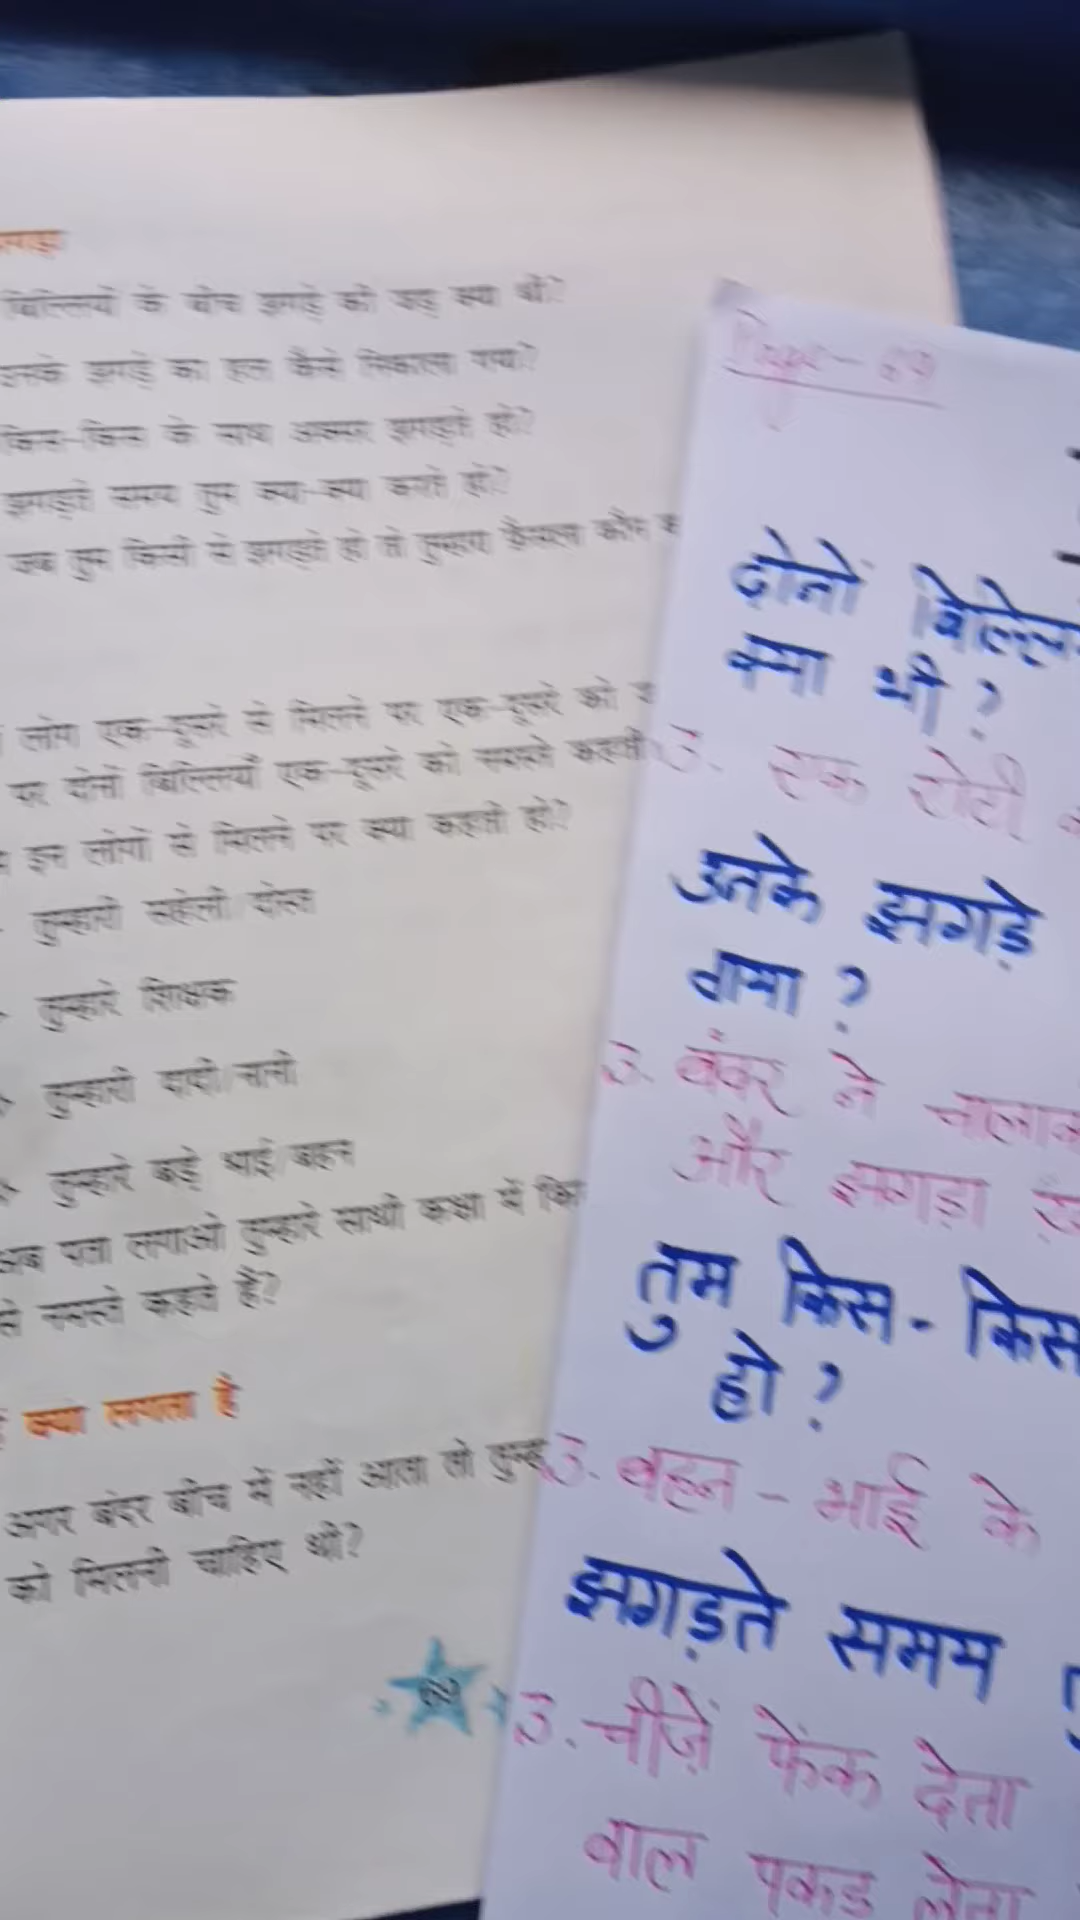 झगड़ा
बिल्लियों के बीच झगड़े की जड़ क्या थी?
उनके झगड़े का हल कैसे निकाला गया?
किस-किस के साथ अक्सर झगड़ते हो?
झगड़ते समय तुम क्या-क्या करते हो?
जब तुम किसी से झगड़ते हो तो तुम्हारा फ़ैसला कौन
लोग एक-दूसरे से मिलने पर एक-दूसरे को
पर दोनों बिल्लियाँ एक-दूसरे को नमस्ते कहती
इन लोगों से मिलने पर क्या कहती हो?
तुम्हारी सहेली/दोस्त
तुम्हारे शिक्षक
तुम्हारी दादी/नानी
तुम्हारे बड़े भाई/बहन
अब पता लगाओ तुम्हारे साथी कक्षा में
से नमस्ते कहते हैं?
क्या लगता है
अगर बंदर बीच में नहीं आता तो
को मिलनी चाहिए थी?
Page-
दोनों
क्या थी ?
उ. एक रोटी
उनके झगड़े
गया ?
उ. बंदर ने
और झगड़ा
तुम किस - किस
हो ?
उ. बहन - भाई के
झगड़ते समय
उ. चीज़ें फेंक देता
बाल पकड लेता